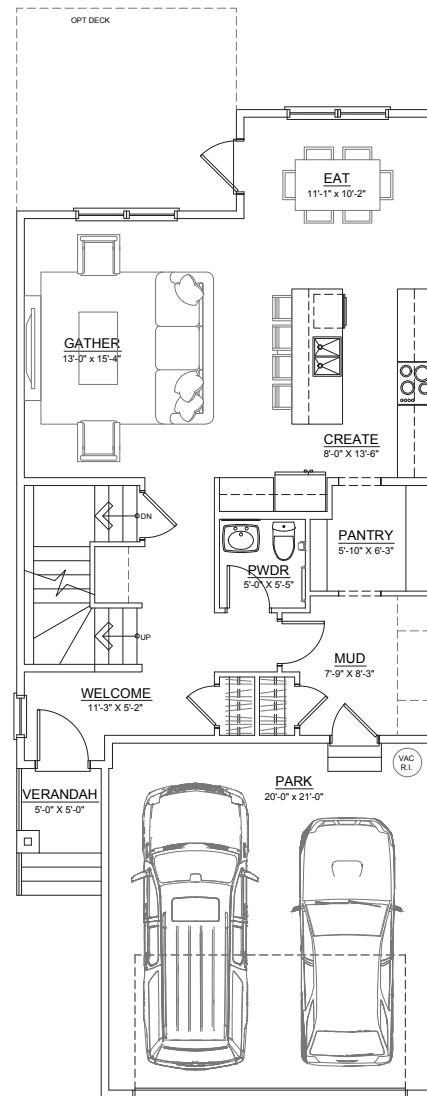 OPT DECK
EAT
11'-1" x 10'-2"
GATHER
13'-0" x 15'-4"
CREATE
8'-0" X 13'-6"
DN
PANTRY
5'-10" X 6'-3"
PWDR
5'-0" X 5'-5"
UP
MUD
7'-9" X 8'-3"
WELCOME
11'-3" X 5'-2"
VAC
R.I.
PARK
20'-0" x 21'-0"
VERANDAH
5'-0" X 5'-0"